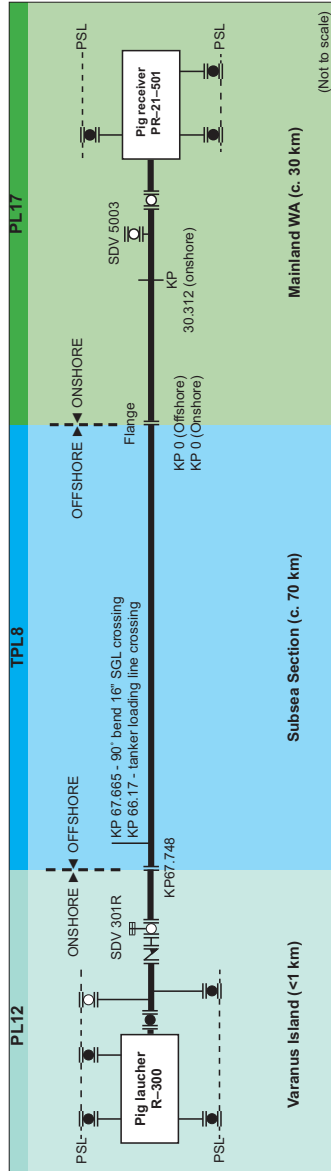 PL12
TPL8
PL17
ONSHORE
OFFSHORE
OFFSHORE
ONSHORE
PSL
SDV 301R
Pig laucher
R–300
PSL
KP 67.665 - 90˚ bend 16" SGL crossing
KP 66.17 - tanker loading line crossing
KP67.748
Flange
KP 0 (Offshore)
KP 0 (Onshore)
KP
30.312 (onshore)
SDV 5003
PSL
Pig receiver
PR–21–501
PSL
Varanus Island (<1 km)
Subsea Section (c. 70 km)
Mainland WA (c. 30 km)
(Not to scale)